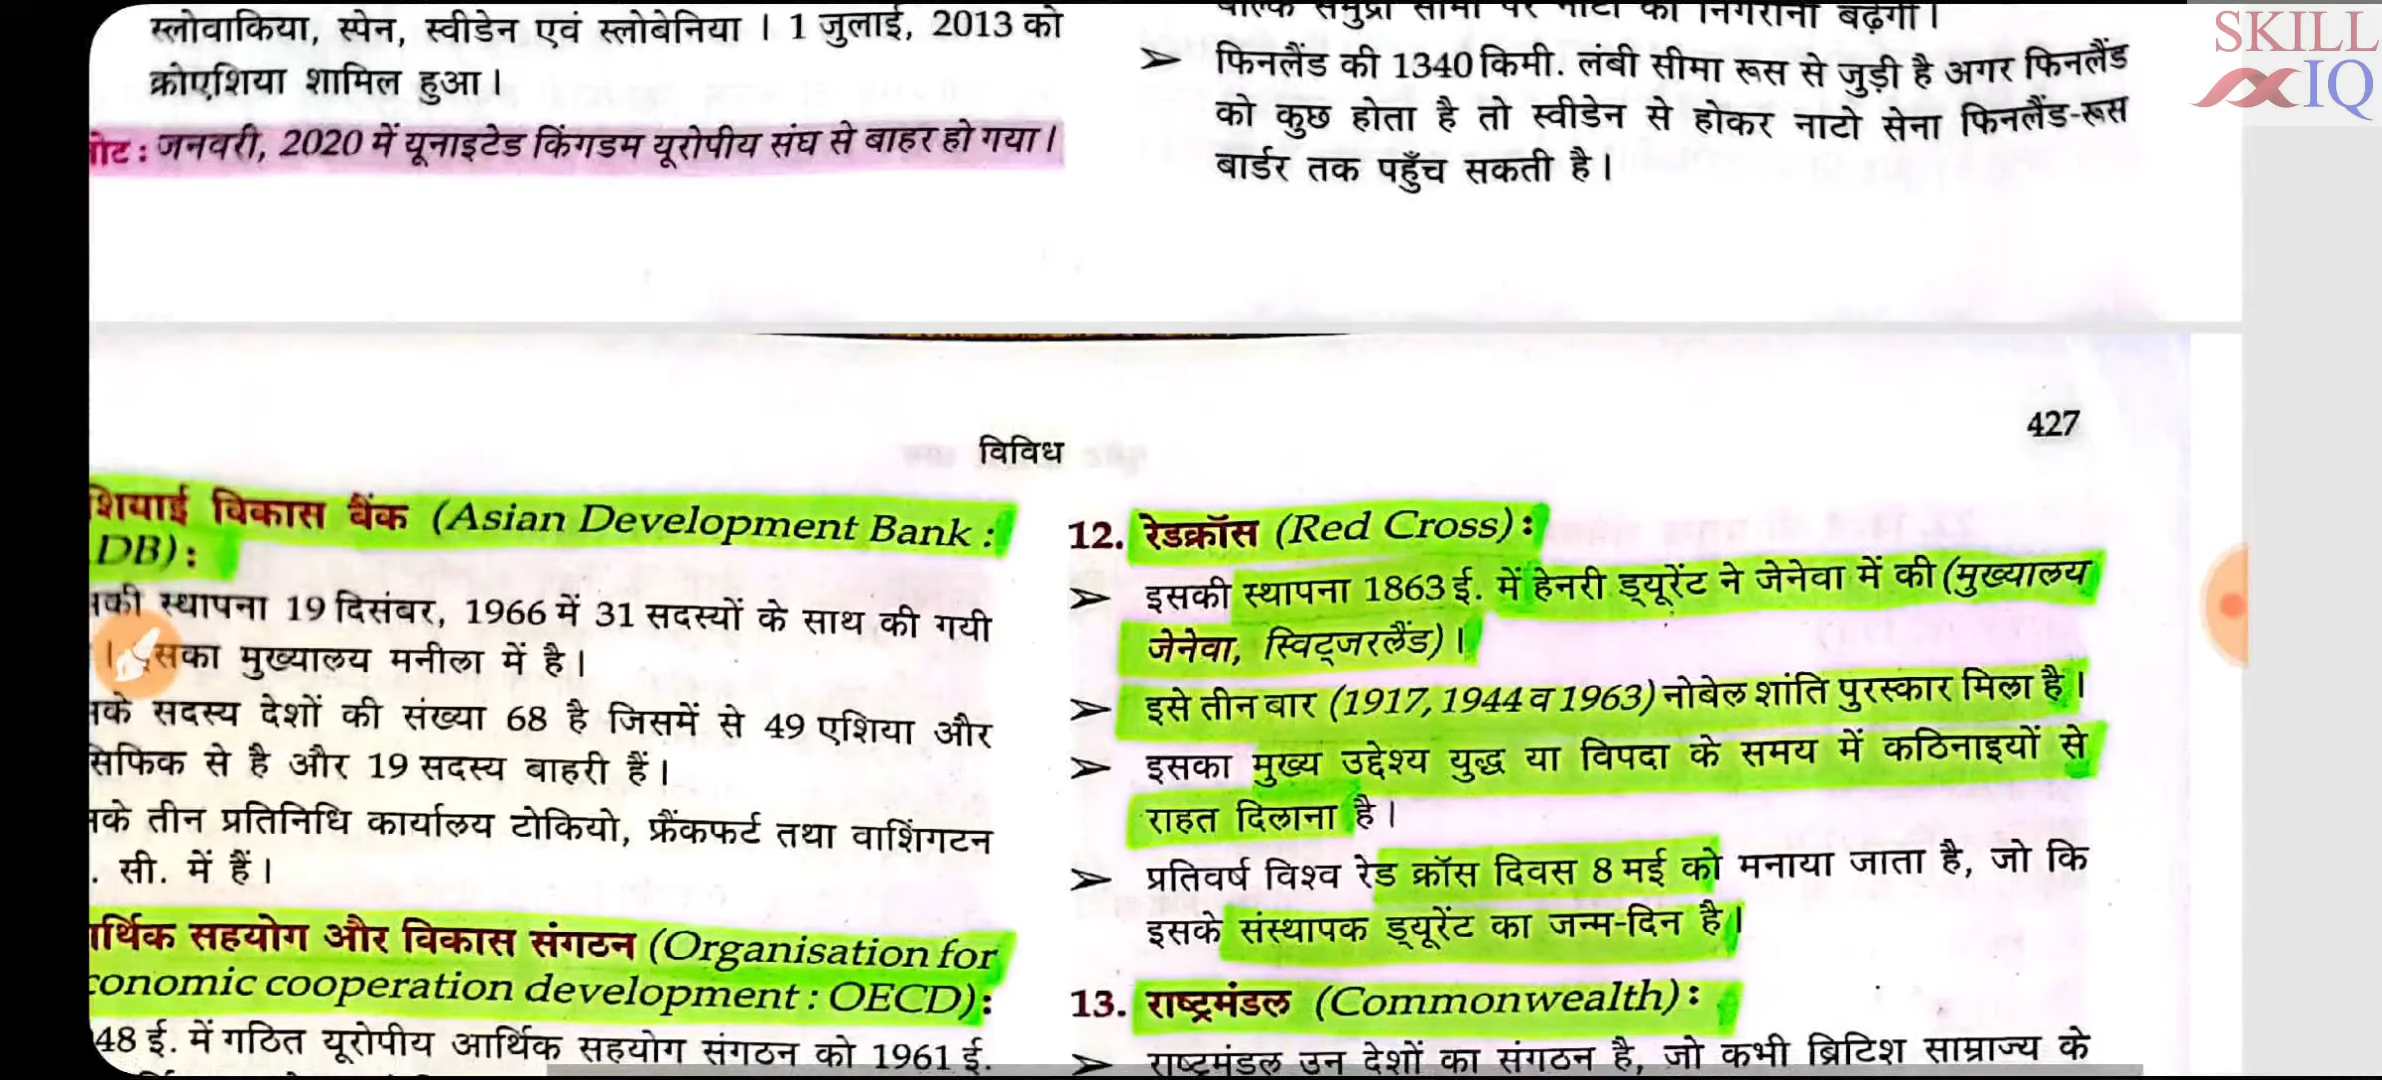 स्लोवाकिया, स्पेन, स्वीडेन एवं स्लोबेनिया । 1 जुलाई, 2013 को
क्रोएशिया शामिल हुआ।
नोट : जनवरी, 2020 में यूनाइटेड किंगडम यूरोपीय संघ से बाहर हो गया।
सीमा पर नाटो की निगरानी बढ़ेगी।
➢ फिनलैंड की 1340 किमी. लंबी सीमा रूस से जुड़ी है अगर फिनलैंड
को कुछ होता है तो स्वीडेन से होकर नाटो सेना फिनलैंड-रूस
बार्डर तक पहुँच सकती है।
SKILL
IQ
विविध
427
शियाई विकास बैंक (Asian Development Bank :
DB) :
की स्थापना 19 दिसंबर, 1966 में 31 सदस्यों के साथ की गयी
। सका मुख्यालय मनीला में है।
के सदस्य देशों की संख्या 68 है जिसमें से 49 एशिया और
सिफिक से है और 19 सदस्य बाहरी हैं।
के तीन प्रतिनिधि कार्यालय टोकियो, फ्रैंकफर्ट तथा वाशिंगटन
. सी. में हैं।
र्थिक सहयोग और विकास संगठन (Organisation for
conomic cooperation development : OECD) :
48 ई. में गठित यूरोपीय आर्थिक सहयोग संगठन को 1961 ई.
12. रेडक्रॉस (Red Cross) :
➢ इसकी स्थापना 1863 ई. में हेनरी ड्यूरेंट ने जेनेवा में की (मुख्यालय
जेनेवा, स्विट्जरलैंड)।
➢ इसे तीन बार (1917, 1944 व 1963) नोबेल शांति पुरस्कार मिला है।
➢ इसका मुख्य उद्देश्य युद्ध या विपदा के समय में कठिनाइयों से
राहत दिलाना है।
➢ प्रतिवर्ष विश्व रेड क्रॉस दिवस 8 मई को मनाया जाता है, जो कि
इसके संस्थापक ड्यूरेंट का जन्म-दिन है।
13. राष्ट्रमंडल (Commonwealth) :
➢ राष्ट्रमंडल उन देशों का संगठन है, जो कभी ब्रिटिश साम्राज्य के